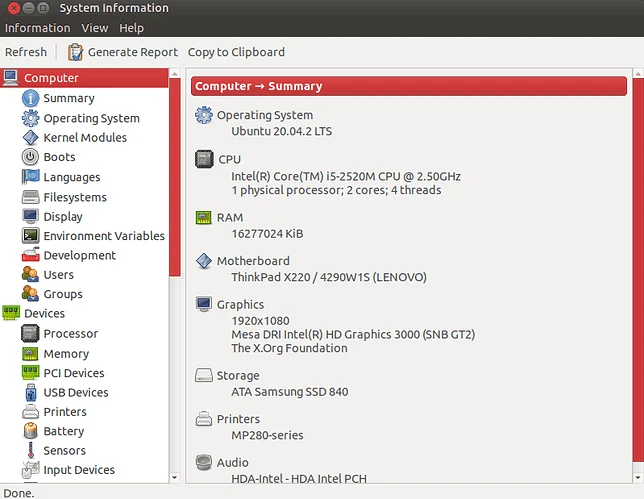 System Information
Information View Help
Refresh Generate Report Copy to Clipboard
Computer
Summary
Operating System
Kernel Modules
Boots
Languages
Filesystems
Display
Environment Variables
Development
Users
Groups
Devices
Processor
Memory
PCI Devices
USB Devices
Printers
Battery
Sensors
Input Devices
Computer → Summary
Operating System
Ubuntu 20.04.2 LTS
CPU
Intel(R) Core(TM) i5-2520M CPU @ 2.50GHz
1 physical processor; 2 cores; 4 threads
RAM
16277024 KiB
Motherboard
ThinkPad X220 / 4290W1S (LENOVO)
Graphics
1920x1080
Mesa DRI Intel(R) HD Graphics 3000 (SNB GT2)
The X.Org Foundation
Storage
ATA Samsung SSD 840
Printers
MP280-series
Audio
HDA-Intel - HDA Intel PCH
Done.